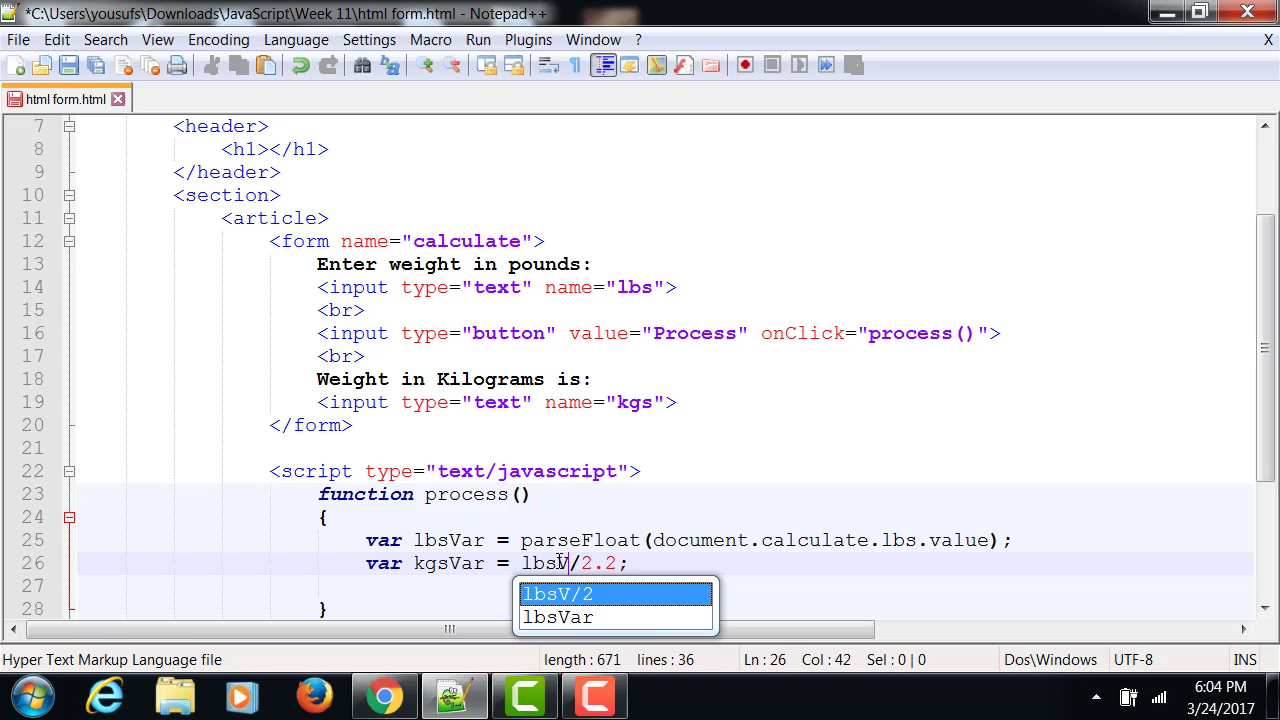 *C:\Users\yousufs\Downloads\JavaScript\Week 11\html form.html - Notepad++
File Edit Search View Encoding Language Settings Macro Run Plugins Window ? X
html form.html
7 <header>
8 <h1></h1>
9 </header>
10 <section>
11 <article>
12 <form name="calculate">
13 Enter weight in pounds:
14 <input type="text" name="lbs">
15 <br>
16 <input type="button" value="Process" onClick="process()">
17 <br>
18 Weight in Kilograms is:
19 <input type="text" name="kgs">
20 </form>
21
22 <script type="text/javascript">
23 function process()
24 {
25 var lbsVar = parseFloat(document.calculate.lbs.value);
26 var kgsVar = lbsV/2.2;
27 lbsV/2
lbsVar
28 }
Hyper Text Markup Language file length : 671 lines : 36 Ln : 26 Col : 42 Sel : 0 | 0 Dos\Windows UTF-8 INS
6:04 PM
3/24/2017